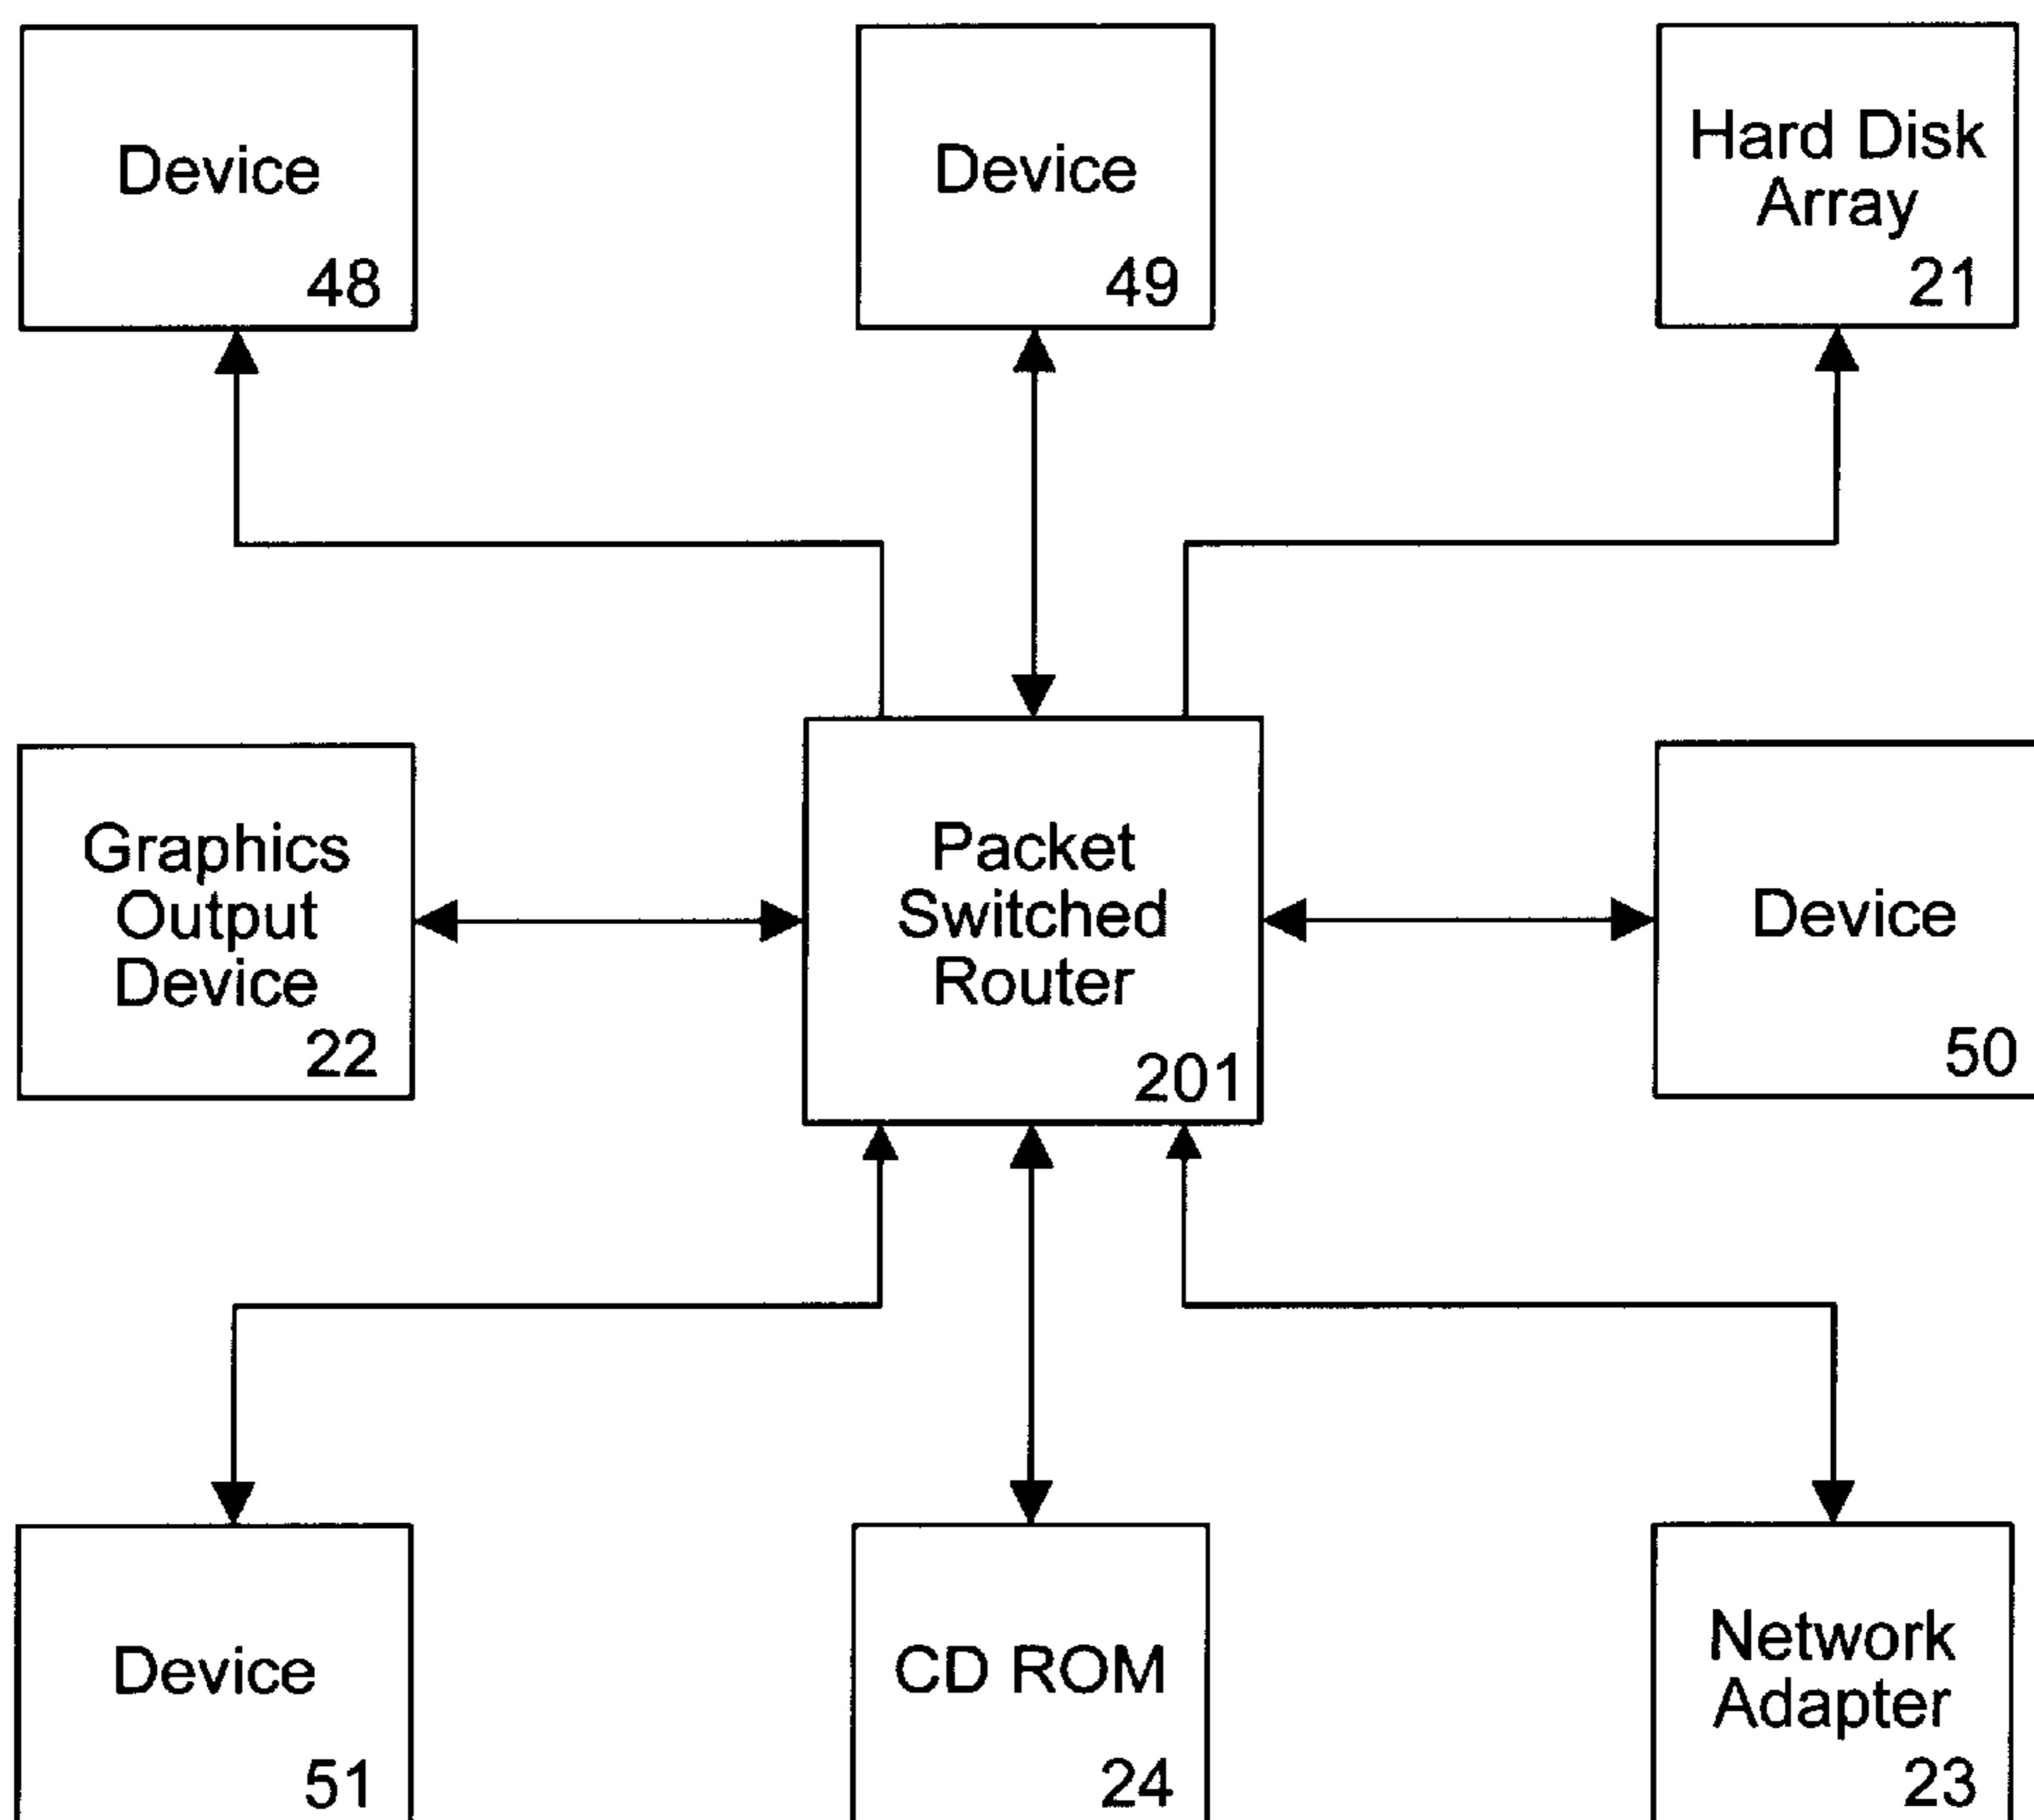 Device
48
Device
49
Hard Disk
Array
21
Graphics
Output
Device
22
Packet
Switched
Router
201
Device
50
Device
51
CD ROM
24
Network
Adapter
23